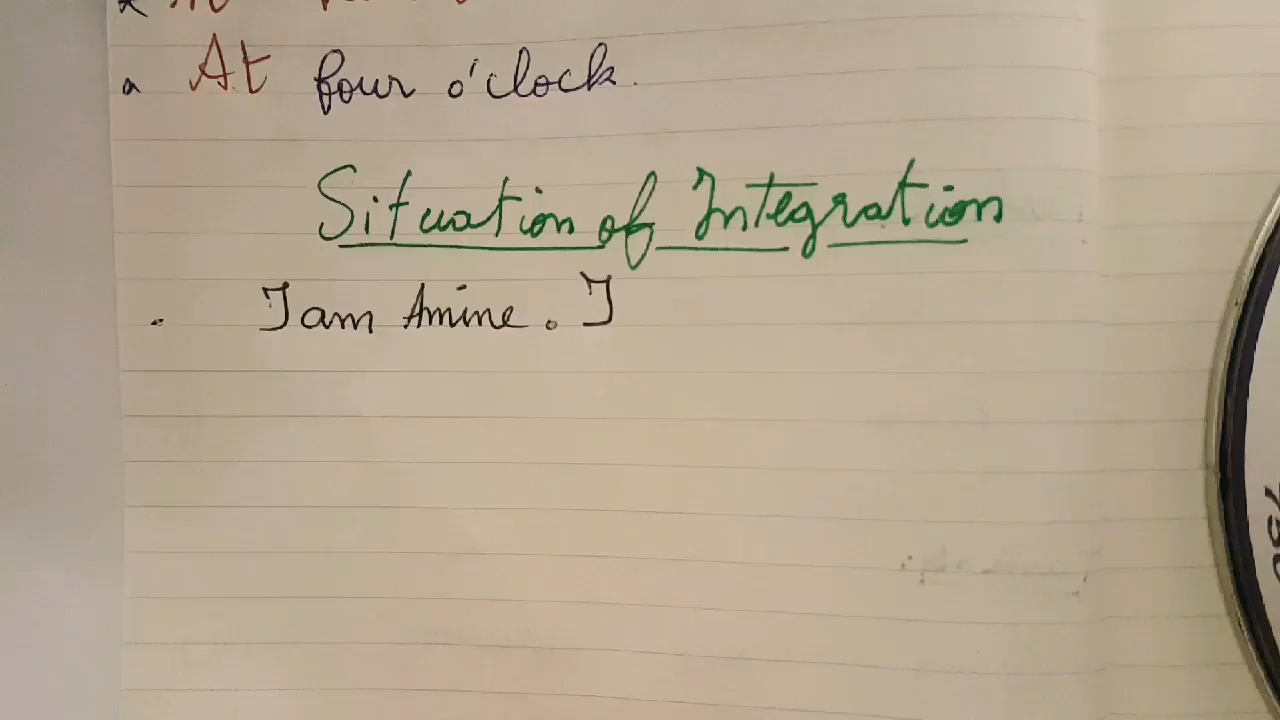 At four o'clock.
Situation of Integration
. I am Amine. I